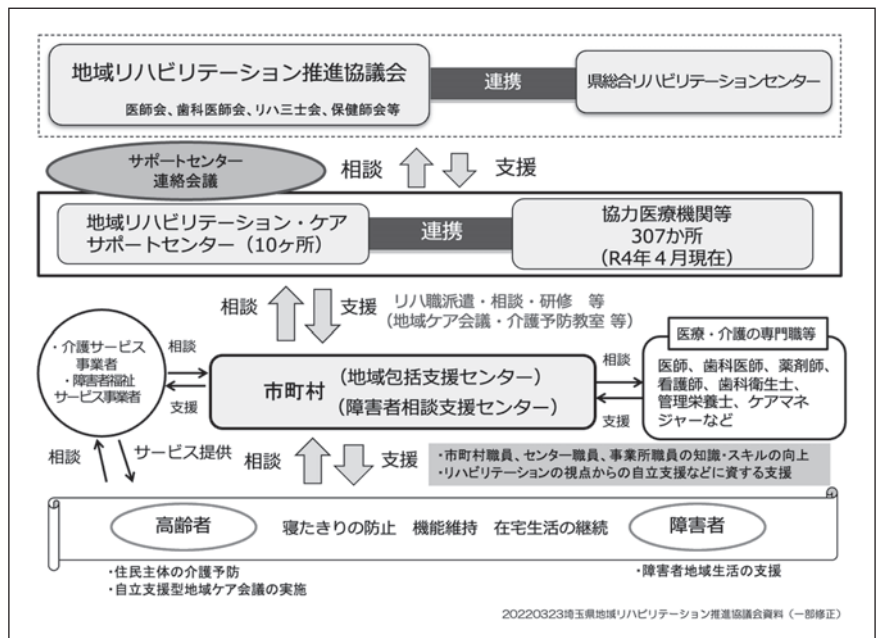 地域リハビリテーション推進協議会
医師会、歯科医師会、リハ三士会、保健師会等
連携
県総合リハビリテーションセンター
サポートセンター
連絡会議
相談
支援
地域リハビリテーション・ケア
サポートセンター（10ヶ所）
連携
協力医療機関等
307か所
（R4年４月現在）
相談
支援
リハ職派遣・相談・研修　等
（地域ケア会議・介護予防教室 等）
・介護サービス
事業者
・障害者福祉
サービス事業者
相談
支援
市町村
（地域包括支援センター）
（障害者相談支援センター）
相談
支援
医療・介護の専門職等
医師、歯科医師、薬剤師、
看護師、歯科衛生士、
管理栄養士、ケアマネ
ジャーなど
相談
サービス提供
相談
支援
・市町村職員、センター職員、事業所職員の知識・スキルの向上
・リハビリテーションの視点からの自立支援などに資する支援
高齢者
寝たきりの防止　機能維持　在宅生活の継続
障害者
・住民主体の介護予防
・自立支援型地域ケア会議の実施
・障害者地域生活の支援
20220323埼玉県地域リハビリテーション推進協議会資料（一部修正）